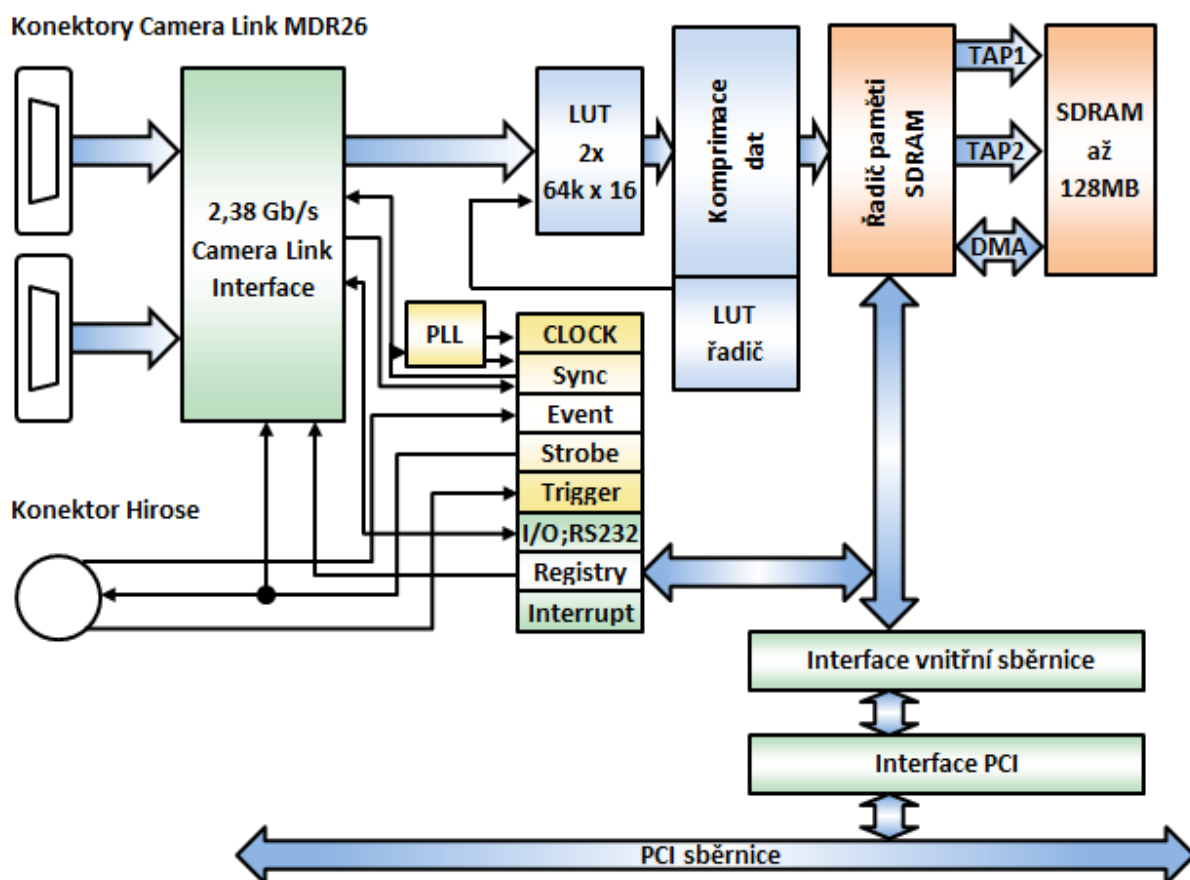 Konektory Camera Link MDR26
2,38 Gb/s
Camera Link
Interface
LUT
2x
64k x 16
Komprimace
dat
LUT
řadič
Řadič paměti
SDRAM
TAP1
TAP2
DMA
SDRAM
až
128MB
PLL
CLOCK
Sync
Event
Strobe
Trigger
I/O;RS232
Registry
Interrupt
Konektor Hirose
Interface vnitřní sběrnice
Interface PCI
PCI sběrnice